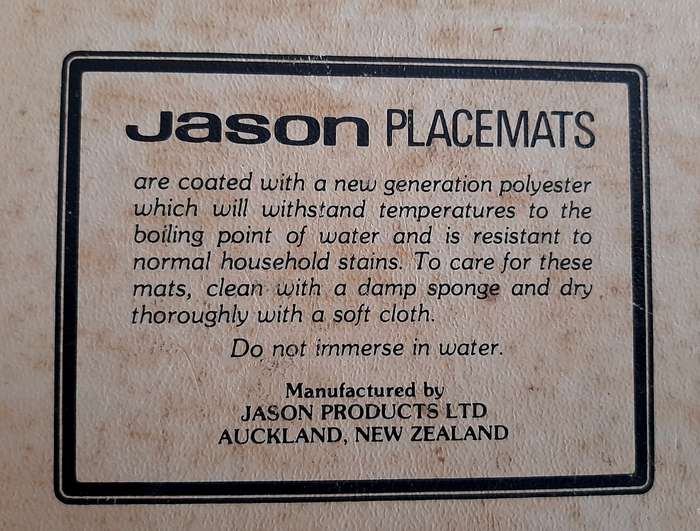 Jason PLACEMATS
are coated with a new generation polyester
which will withstand temperatures to the
boiling point of water and is resistant to
normal household stains. To care for these
mats, clean with a damp sponge and dry
thoroughly with a soft cloth.
Do not immerse in water.
Manufactured by
JASON PRODUCTS LTD
AUCKLAND, NEW ZEALAND